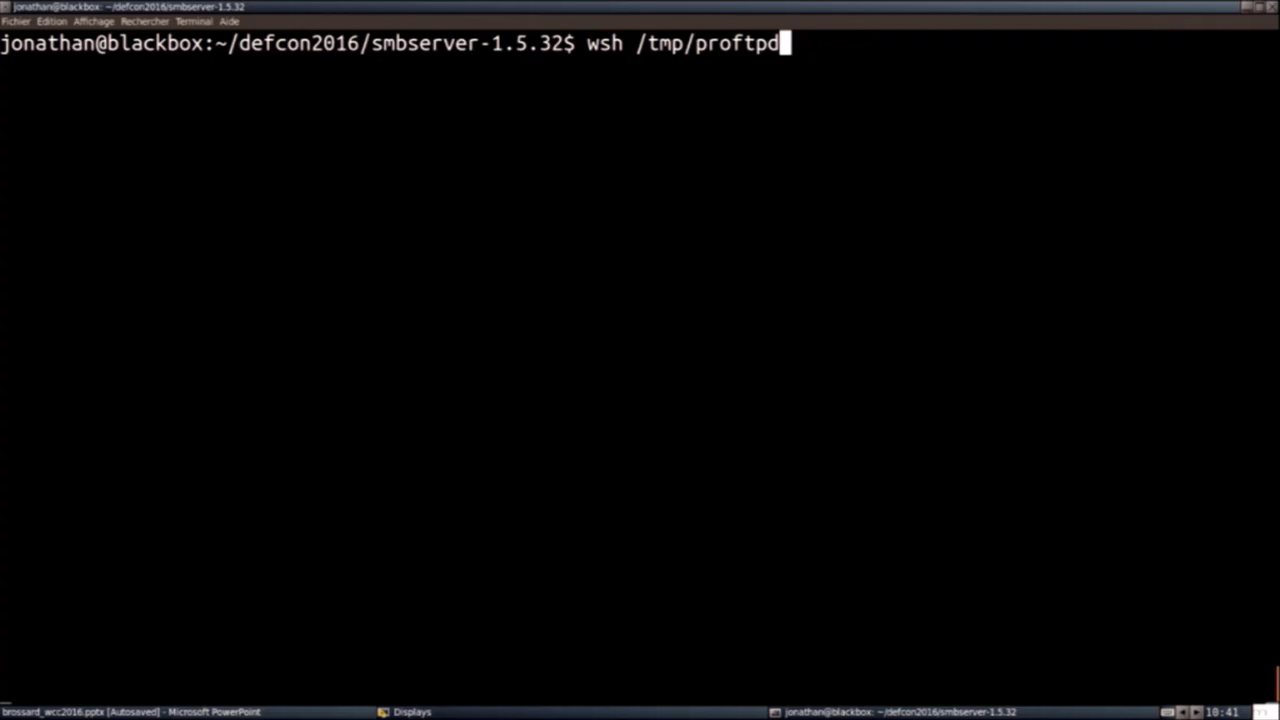 jonathan@blackbox: ~/defcon2016/smbserver-1.5.32
Fichier Edition Affichage Rechercher Terminal Aide
jonathan@blackbox:~/defcon2016/smbserver-1.5.32$ wsh /tmp/proftpd
brossard_wcc2016.pptx [Autosaved] - Microsoft PowerPoint Displays jonathan@blackbox: ~/defcon2016/smbserver-1.5.32 10:41